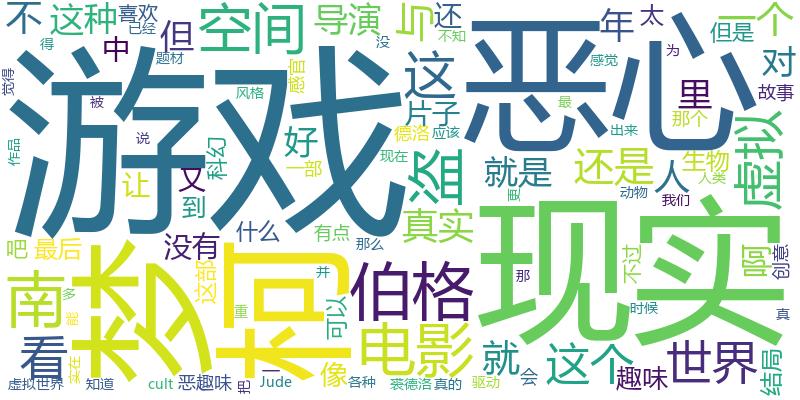 不
这种
喜欢
已经
得
中
但
题材
空间
导演
没
与
还
不知
年
太
为
但是
一个
觉得
游戏
被
说
作品
风格
感官
好
科幻
又
让
到
一部
这
片子
德洛
应该
现在
盗
恶心
感觉
最
出来
里
那个
对
故事
虚拟
还是
生物
人类
就是
人
我们
动物
更
吧
最后
没有
什么
有点
那么
真实
现实
那
不过
时候
啊
创意
真
南
多
能
梦
柯
这部
重
并
可以
伯格
电影
看
实在
就
这个
世界
结局
虚拟世界
知道
cult
恶趣味
把
一
Jude
像
各种
裘德洛
真的
驱动
会
趣味